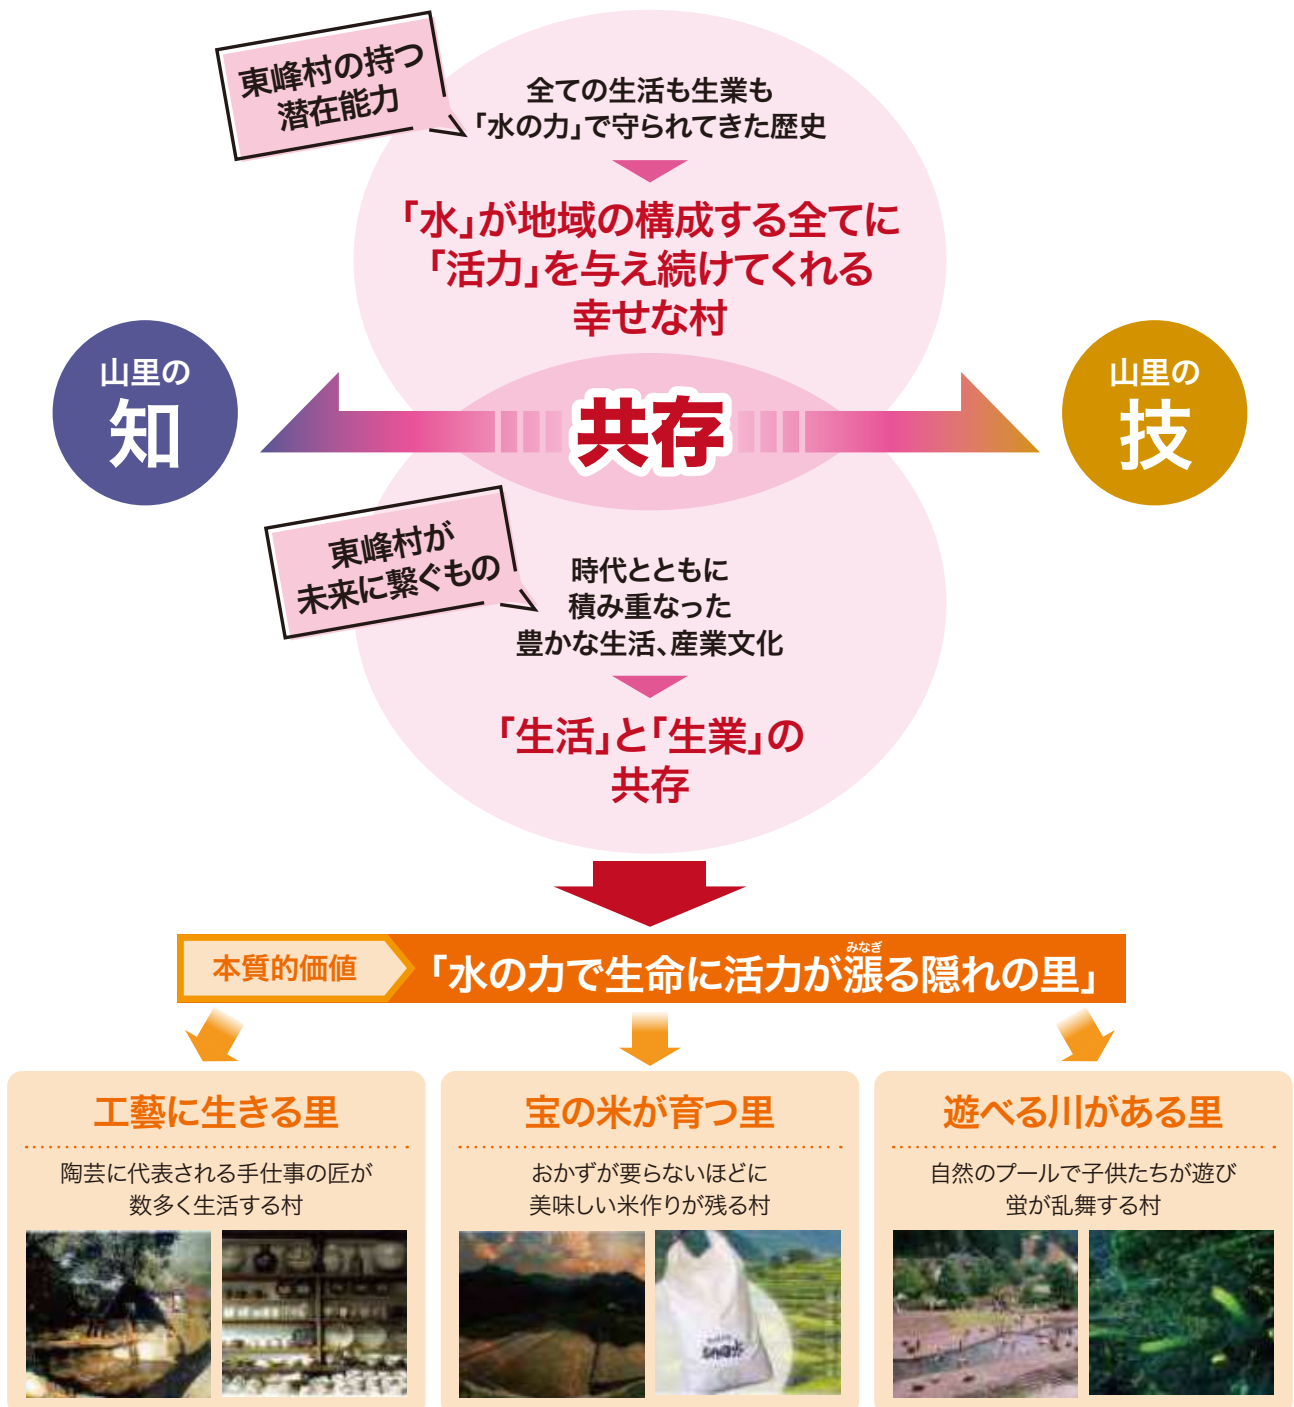 東峰村の持つ
潜在能力
全ての生活も生業も
「水の力」で守られてきた歴史
「水」が地域の構成する全てに
「活力」を与え続けてくれる
幸せな村
山里の
知
共存
山里の
技
東峰村が
未来に繋ぐもの
時代とともに
積み重なった
豊かな生活、産業文化
「生活」と「生業」の
共存
本質的価値
みなぎ
「水の力で生命に活力が漲る隠れの里」
工藝に生きる里
陶芸に代表される手仕事の匠が
数多く生活する村
宝の米が育つ里
おかずが要らないほどに
美味しい米作りが残る村
遊べる川がある里
自然のプールで子供たちが遊び
蛍が乱舞する村